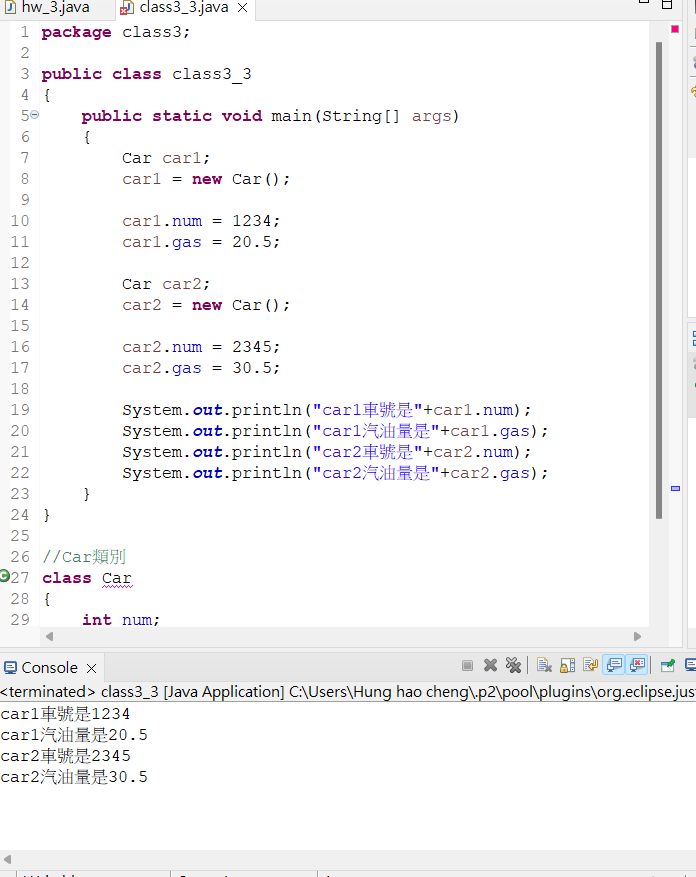 hw_3.java class3_3.java
1 package class3;
2
3 public class class3_3
4 {
5 public static void main(String[] args)
6 {
7 Car car1;
8 car1 = new Car();
9
10 car1.num = 1234;
11 car1.gas = 20.5;
12
13 Car car2;
14 car2 = new Car();
15
16 car2.num = 2345;
17 car2.gas = 30.5;
18
19 System.out.println("car1車號是"+car1.num);
20 System.out.println("car1汽油量是"+car1.gas);
21 System.out.println("car2車號是"+car2.num);
22 System.out.println("car2汽油量是"+car2.gas);
23 }
24 }
25
26 //Car類別
27 class Car
28 {
29 int num;
Console
<terminated> class3_3 [Java Application] C:\Users\Hung hao cheng\.p2\pool\plugins\org.eclipse.jus
car1車號是1234
car1汽油量是20.5
car2車號是2345
car2汽油量是30.5